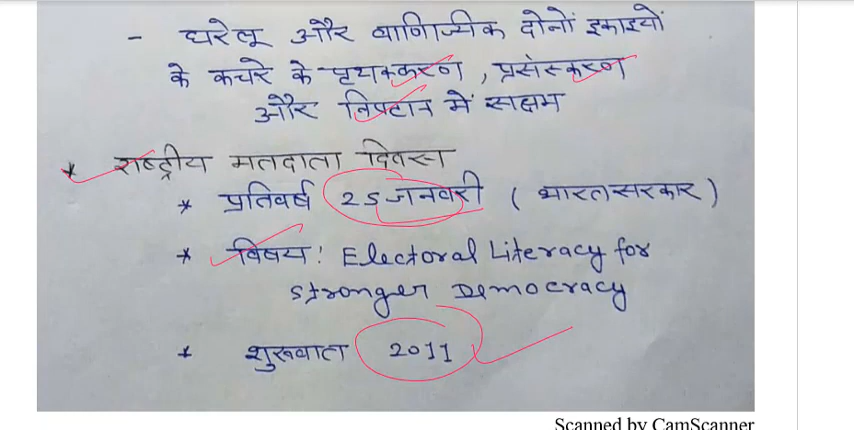 - घरेलू और वाणिज्यिक दोनों इकाइयों
के कचरे के पृथक्करण, प्रसंस्करण
और निपटान में सक्षम
* राष्ट्रीय मतदाता दिवस
* प्रतिवर्ष 25 जनवरी (भारत सरकार)
* विषय: Electoral Literacy for
stronger Democracy
* शुरूवात 2011
Scanned by CamScanner